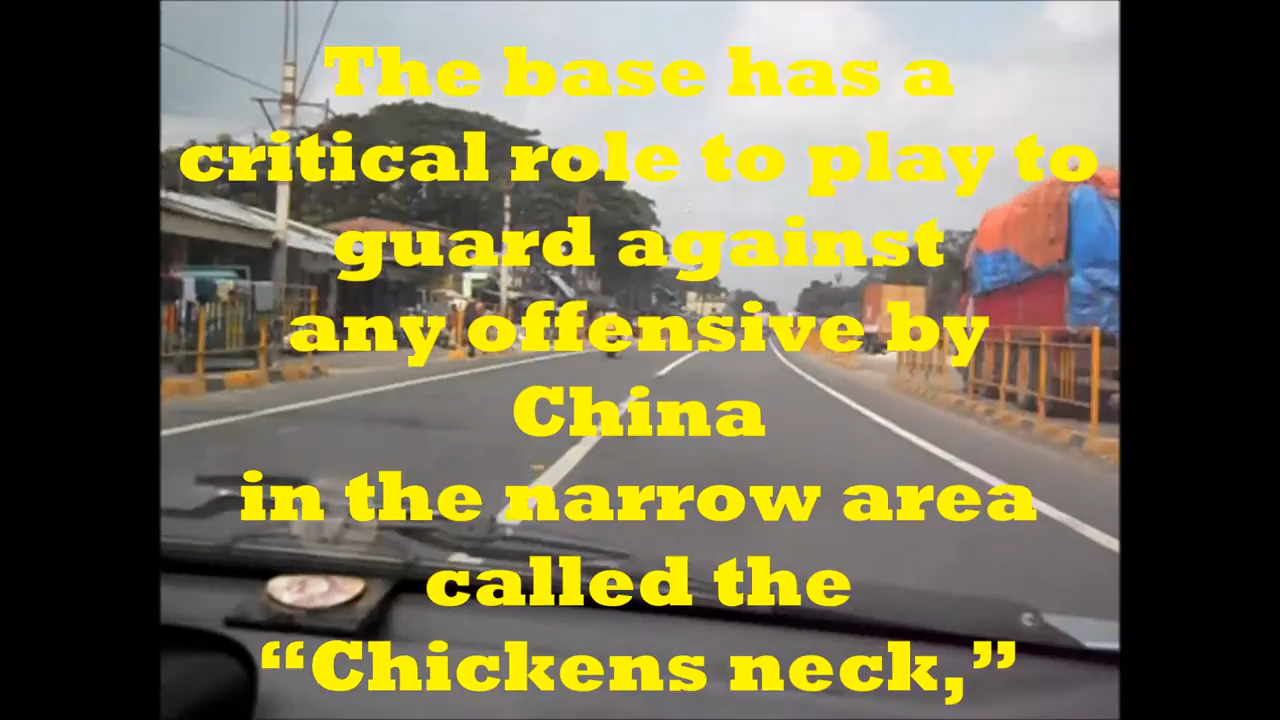 The base has a
critical role to play to
guard against
any offensive by
China
in the narrow area
called the
“Chickens neck,”